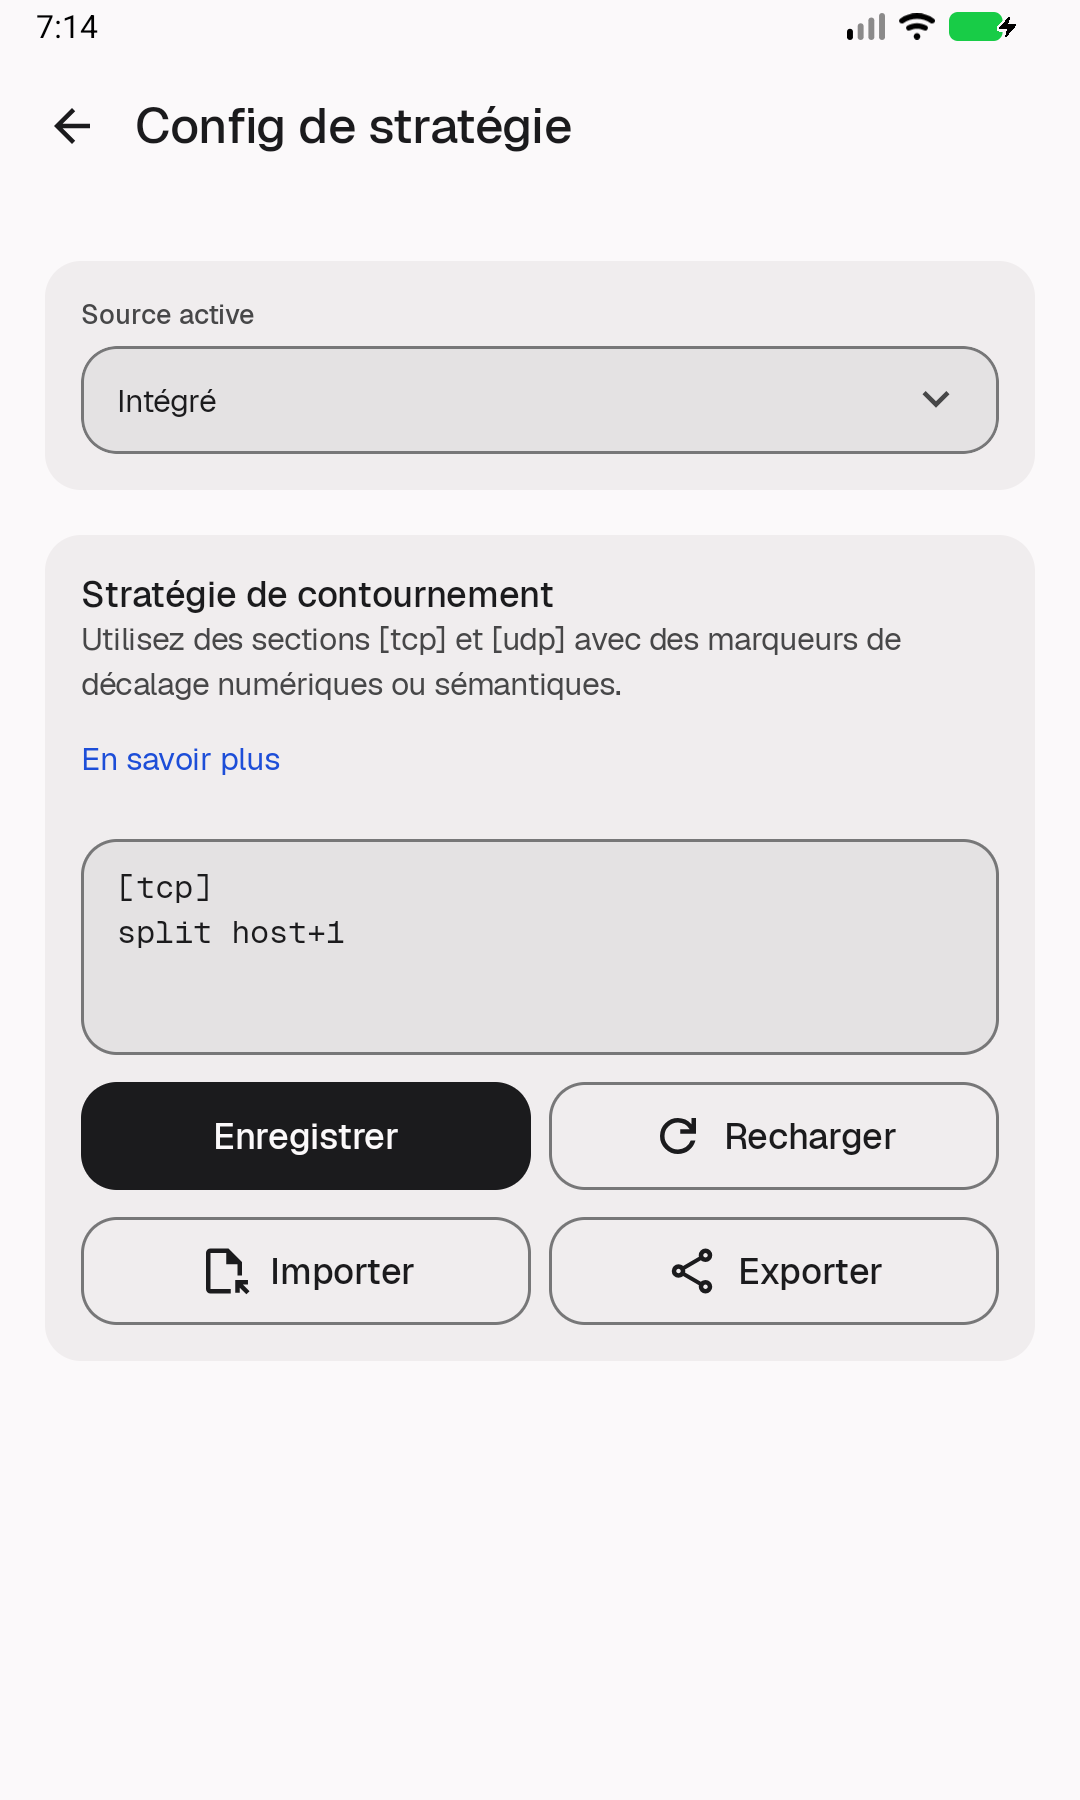 7:14
Config de stratégie
Source active
Intégré
Stratégie de contournement
Utilisez des sections [tcp] et [udp] avec des marqueurs de
décalage numériques ou sémantiques.
En savoir plus
[tcp]
split host+1
Enregistrer
Recharger
Importer
Exporter